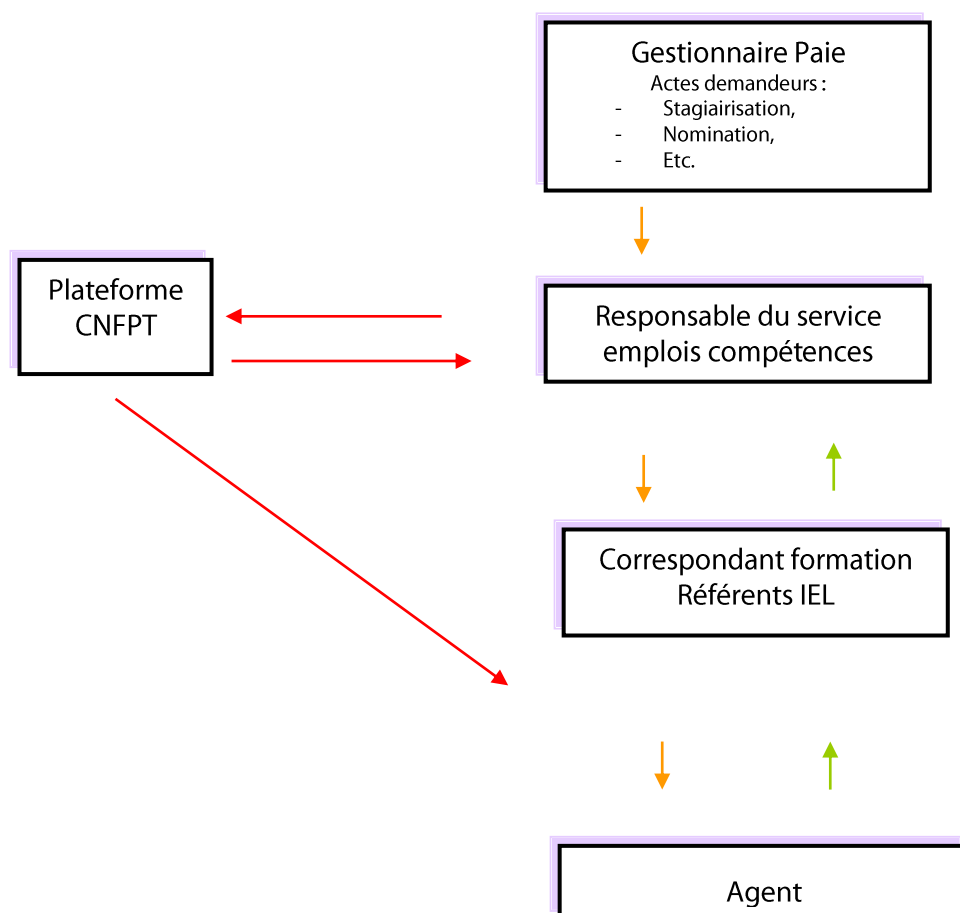 Gestionnaire Paie
Actes demandeurs :
- Stagiairisation,
- Nomination,
- Etc.
Plateforme
CNFPT
Responsable du service
emplois compétences
Correspondant formation
Référents IEL
Agent